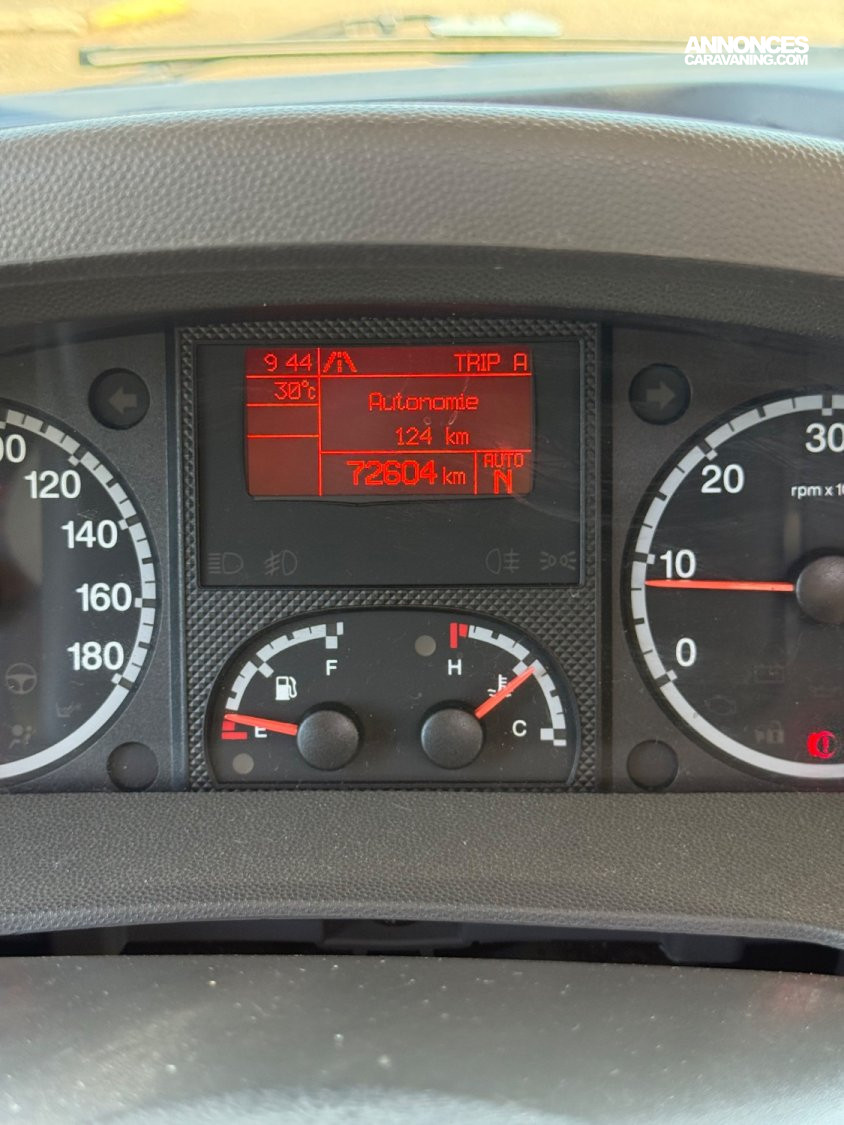 ANNONCES
CARAVANING.COM
9 44
TRIP A
30°c
Autonomie
124 km
72604 km
AUTO
N
120
140
160
180
F
E
H
C
30
20
10
0
rpm x